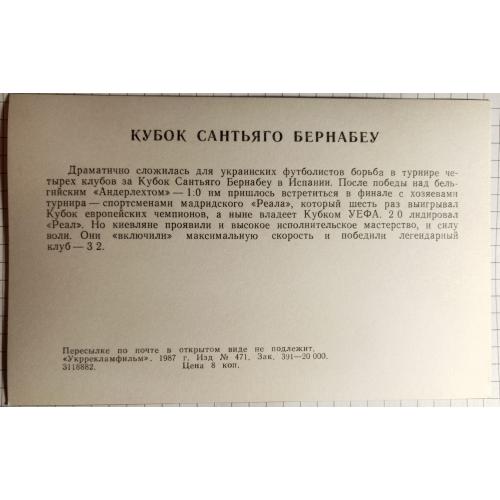 КУБОК САНТЬЯГО БЕРНАБЕУ
Драматично сложилась для украинских футболистов борьба в турнире че-
тырех клубов за Кубок Сантьяго Бернабеу в Испании. После победы над бель-
гийским «Андерлехтом» — 1:0 им пришлось встретиться в финале с хозяевами
турнира — спортсменами мадридского «Реала», который шесть раз выигрывал
Кубок европейских чемпионов, а ныне владеет Кубком УЕФА. 2 0 лидировал
«Реал». Но киевляне проявили и высокое исполнительское мастерство, и силу
воли. Они «включили» максимальную скорость и победили легендарный
клуб — 3 2.
Пересылке по почте в открытом виде не подлежит.
«Укррекламфильм». 1987 г. Изд № 471. Зак. 391—20 000.
3118882. Цена 8 коп.